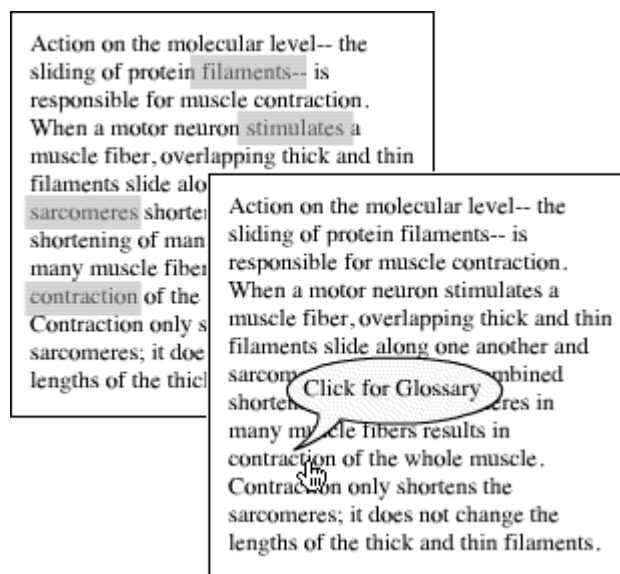 Action on the molecular level-- the
sliding of protein filaments-- is
responsible for muscle contraction.
When a motor neuron stimulates a
muscle fiber, overlapping thick and thin
filaments slide alo
sarcomeres shorte
shortening of man
many muscle fiber
contraction of the
Contraction only s
sarcomeres; it doe
lengths of the thic
Action on the molecular level-- the
sliding of protein filaments-- is
responsible for muscle contraction.
When a motor neuron stimulates a
muscle fiber, overlapping thick and thin
filaments slide along one another and
sarcom mbined
Click for Glossary
shorten eres in
many muscle fibers results in
contraction of the whole muscle.
Contraction only shortens the
sarcomeres; it does not change the
lengths of the thick and thin filaments.